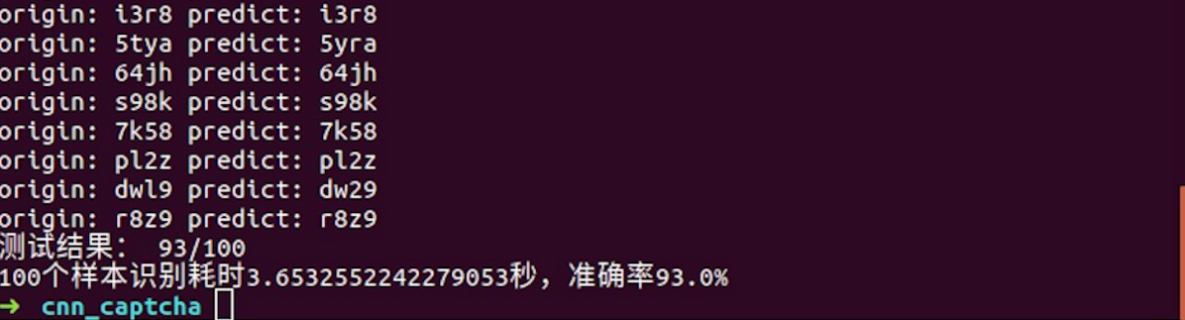 origin: i3r8 predict: i3r8
origin: 5tya predict: 5yra
origin: 64jh predict: 64jh
origin: s98k predict: s98k
origin: 7k58 predict: 7k58
origin: pl2z predict: pl2z
origin: dwl9 predict: dw29
origin: r8z9 predict: r8z9
测试结果： 93/100
100个样本识别耗时3.6532552242279053秒，准确率93.0%
➜ cnn_captcha